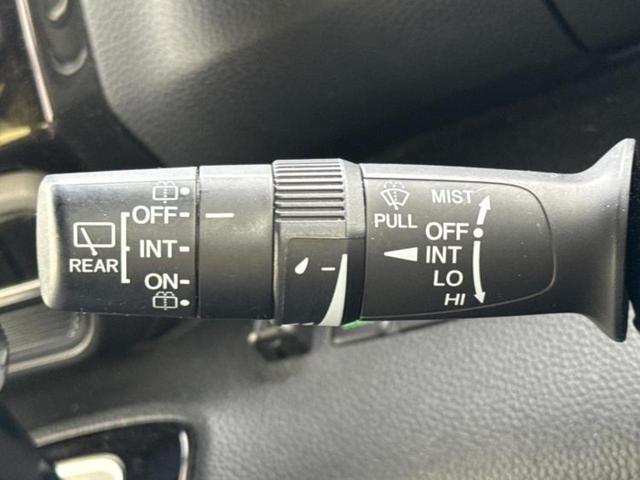 REAR
OFF
INT
ON
PULL
MIST
OFF
INT
LO
HI